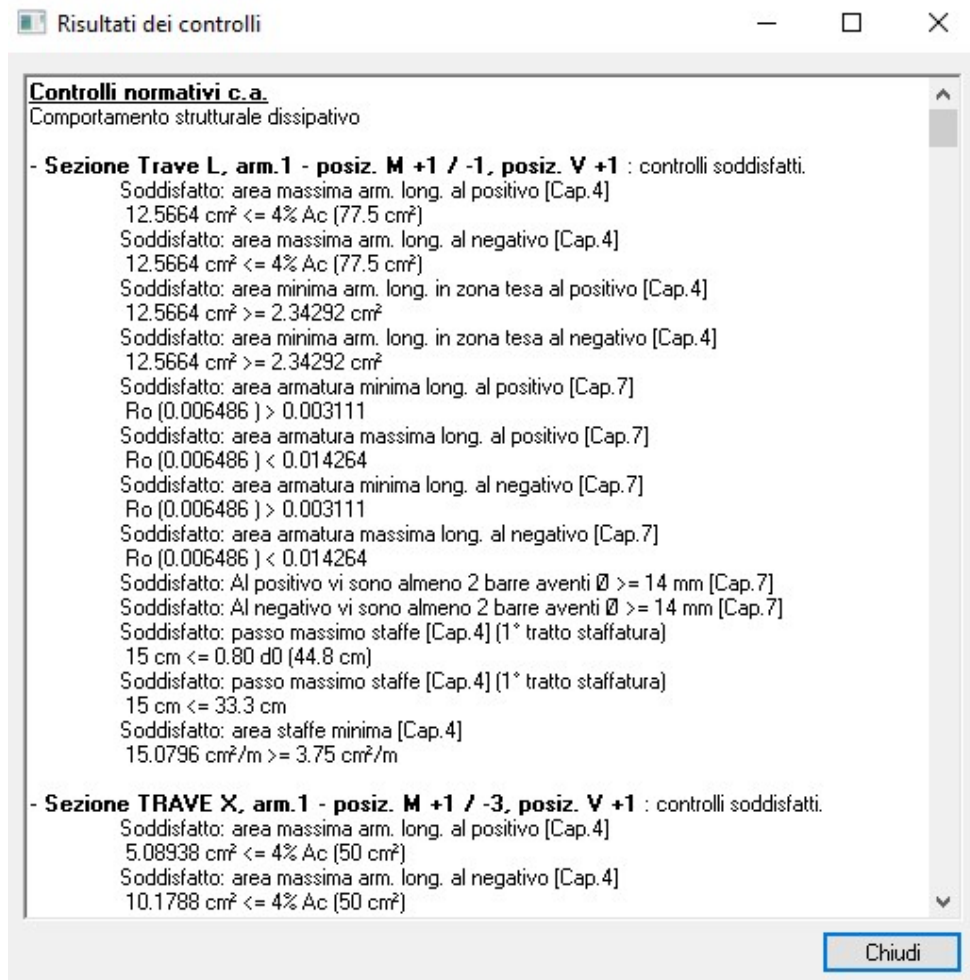 Risultati dei controlli
Controlli normativi c.a.
Comportamento strutturale dissipativo
- Sezione Trave L, arm.1 - posiz. M +1 / -1, posiz. V +1 : controlli soddisfatti.
Soddisfatto: area massima arm. long. al positivo [Cap.4]
12.5664 cm² <= 4% Ac (77.5 cm²)
Soddisfatto: area massima arm. long. al negativo [Cap.4]
12.5664 cm² <= 4% Ac (77.5 cm²)
Soddisfatto: area minima arm. long. in zona tesa al positivo [Cap.4]
12.5664 cm² >= 2.34292 cm²
Soddisfatto: area minima arm. long. in zona tesa al negativo [Cap.4]
12.5664 cm² >= 2.34292 cm²
Soddisfatto: area armatura minima long. al positivo [Cap.7]
Ro (0.006486 ) > 0.003111
Soddisfatto: area armatura massima long. al positivo [Cap.7]
Ro (0.006486 ) < 0.014264
Soddisfatto: area armatura minima long. al negativo [Cap.7]
Ro (0.006486 ) > 0.003111
Soddisfatto: area armatura massima long. al negativo [Cap.7]
Ro (0.006486 ) < 0.014264
Soddisfatto: Al positivo vi sono almeno 2 barre aventi Ø >= 14 mm [Cap.7]
Soddisfatto: Al negativo vi sono almeno 2 barre aventi Ø >= 14 mm [Cap.7]
Soddisfatto: passo massimo staffe [Cap.4] (1° tratto staffatura)
15 cm <= 0.80 d0 (44.8 cm)
Soddisfatto: passo massimo staffe [Cap.4] (1° tratto staffatura)
15 cm <= 33.3 cm
Soddisfatto: area staffe minima [Cap.4]
15.0796 cm²/m >= 3.75 cm²/m
- Sezione TRAVE X, arm.1 - posiz. M +1 / -3, posiz. V +1 : controlli soddisfatti.
Soddisfatto: area massima arm. long. al positivo [Cap.4]
5.08938 cm² <= 4% Ac (50 cm²)
Soddisfatto: area massima arm. long. al negativo [Cap.4]
10.1788 cm² <= 4% Ac (50 cm²)
Chiudi